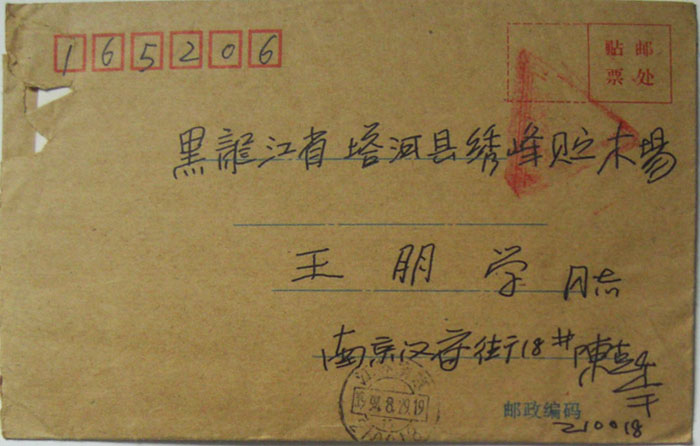 165206
贴邮
票处
黑龍江省塔河县绣峰贮木場
王朋学同志
南京汉府街18#陳
邮政编码
210018